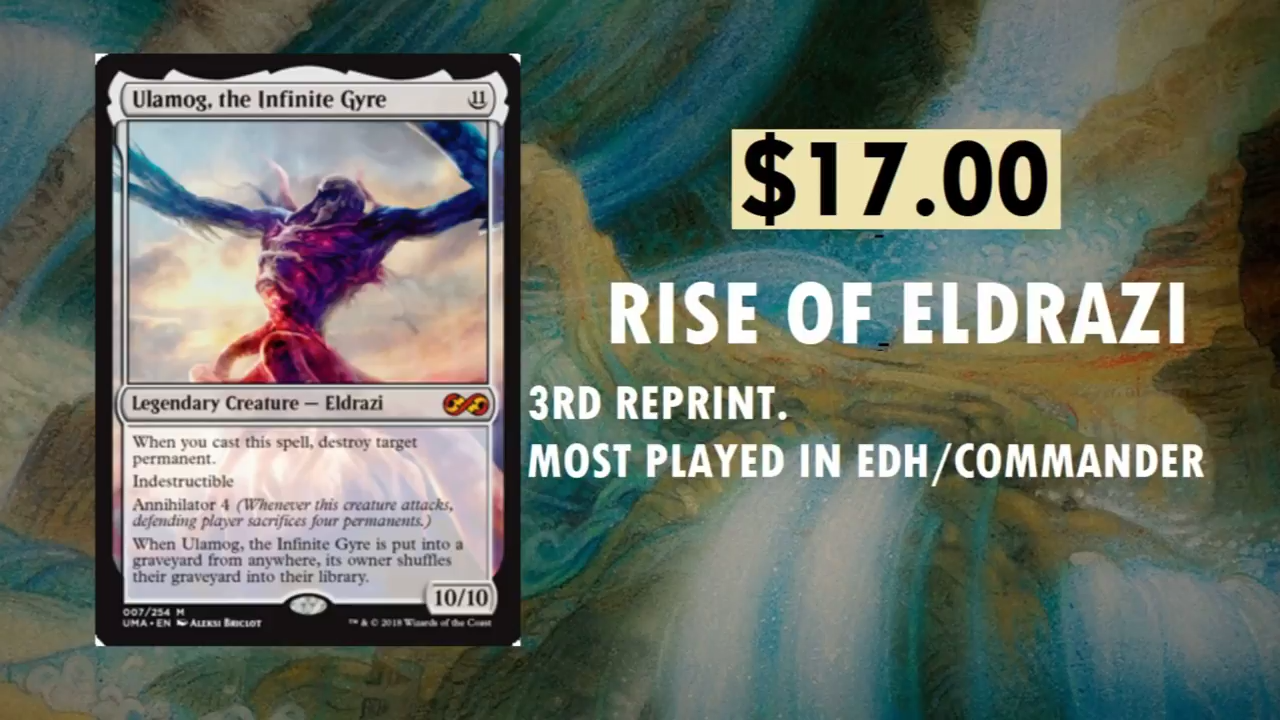 Ulamog, the Infinite Gyre 11
$17.00
RISE OF ELDRAZI
3RD REPRINT.
MOST PLAYED IN EDH/COMMANDER
Legendary Creature — Eldrazi
When you cast this spell, destroy target
permanent.
Indestructible
Annihilator 4 (Whenever this creature attacks,
defending player sacrifices four permanents.)
When Ulamog, the Infinite Gyre is put into a
graveyard from anywhere, its owner shuffles
their graveyard into their library.
10/10
007/254 M
UMA • EN ALEKSI BRICLOT
™ & © 2018 Wizards of the Coast